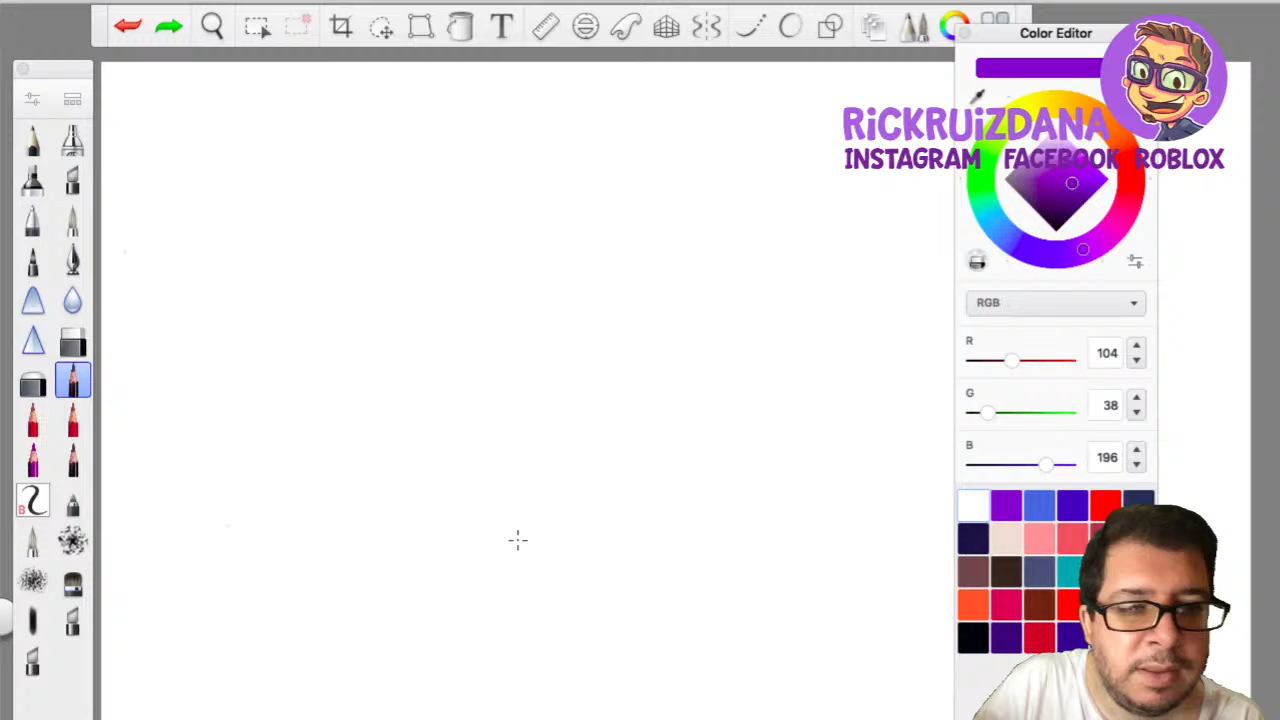 Color Editor
RiCKRUiZDANA
INSTAGRAM FACEBOOK ROBLOX
RGB
R 104
G 38
B 196
T
B